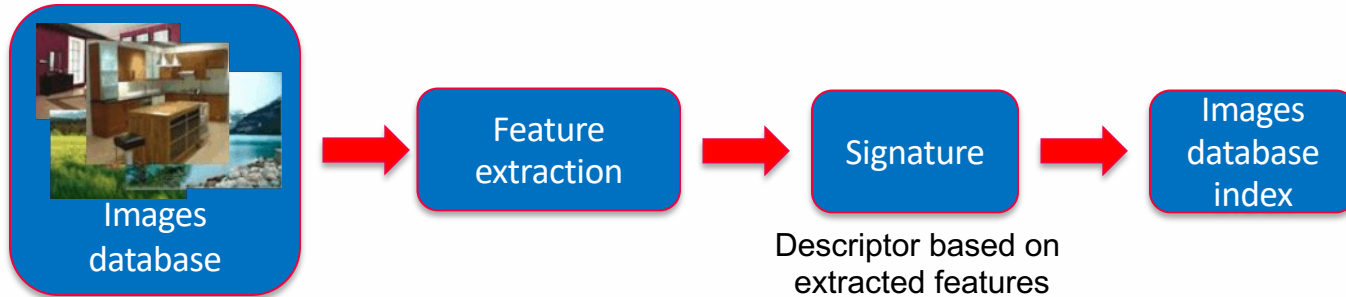 Images
database
Feature
extraction
Signature
Descriptor based on
extracted features
Images
database
index